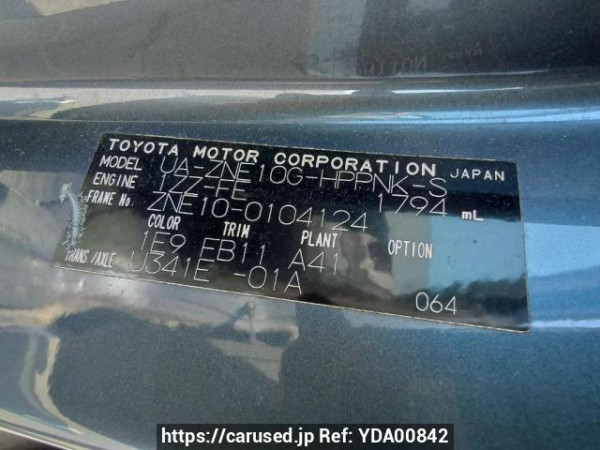 TOYOTA MOTOR CORPORATION JAPAN
MODEL UA-ZNE10G-HPPNK-S
ENGINE 1ZZ-FE 1794 mL
FRAME No. ZNE10-0104124
COLOR TRIM PLANT OPTION
1E9 EB11 A41
TRANS/AXLE U341E -01A
064
https://carused.jp Ref: YDA00842